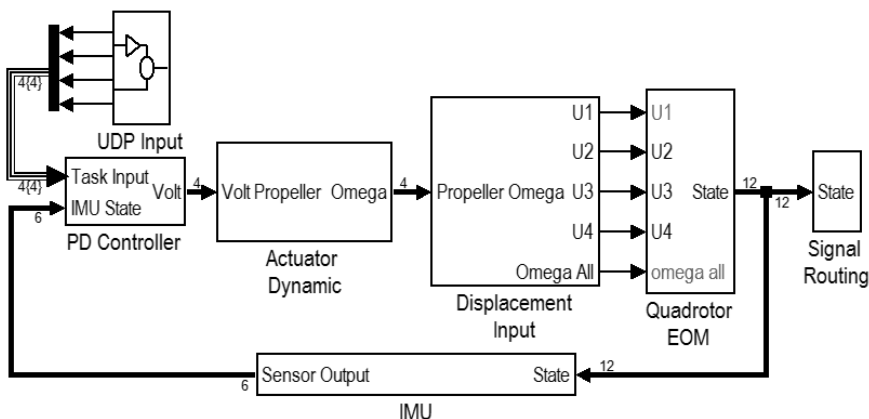 4{4}
UDP Input
4{4}
Task Input
Volt
IMU State
6
PD Controller
4
Volt Propeller
Omega
Actuator
Dynamic
4
Propeller Omega
U1
U2
U3
U4
Omega All
Displacement
Input
U1
U2
U3
U4
omega all
State
Quadrotor
EOM
12
12
State
Signal
Routing
12
State
Sensor Output
6
IMU